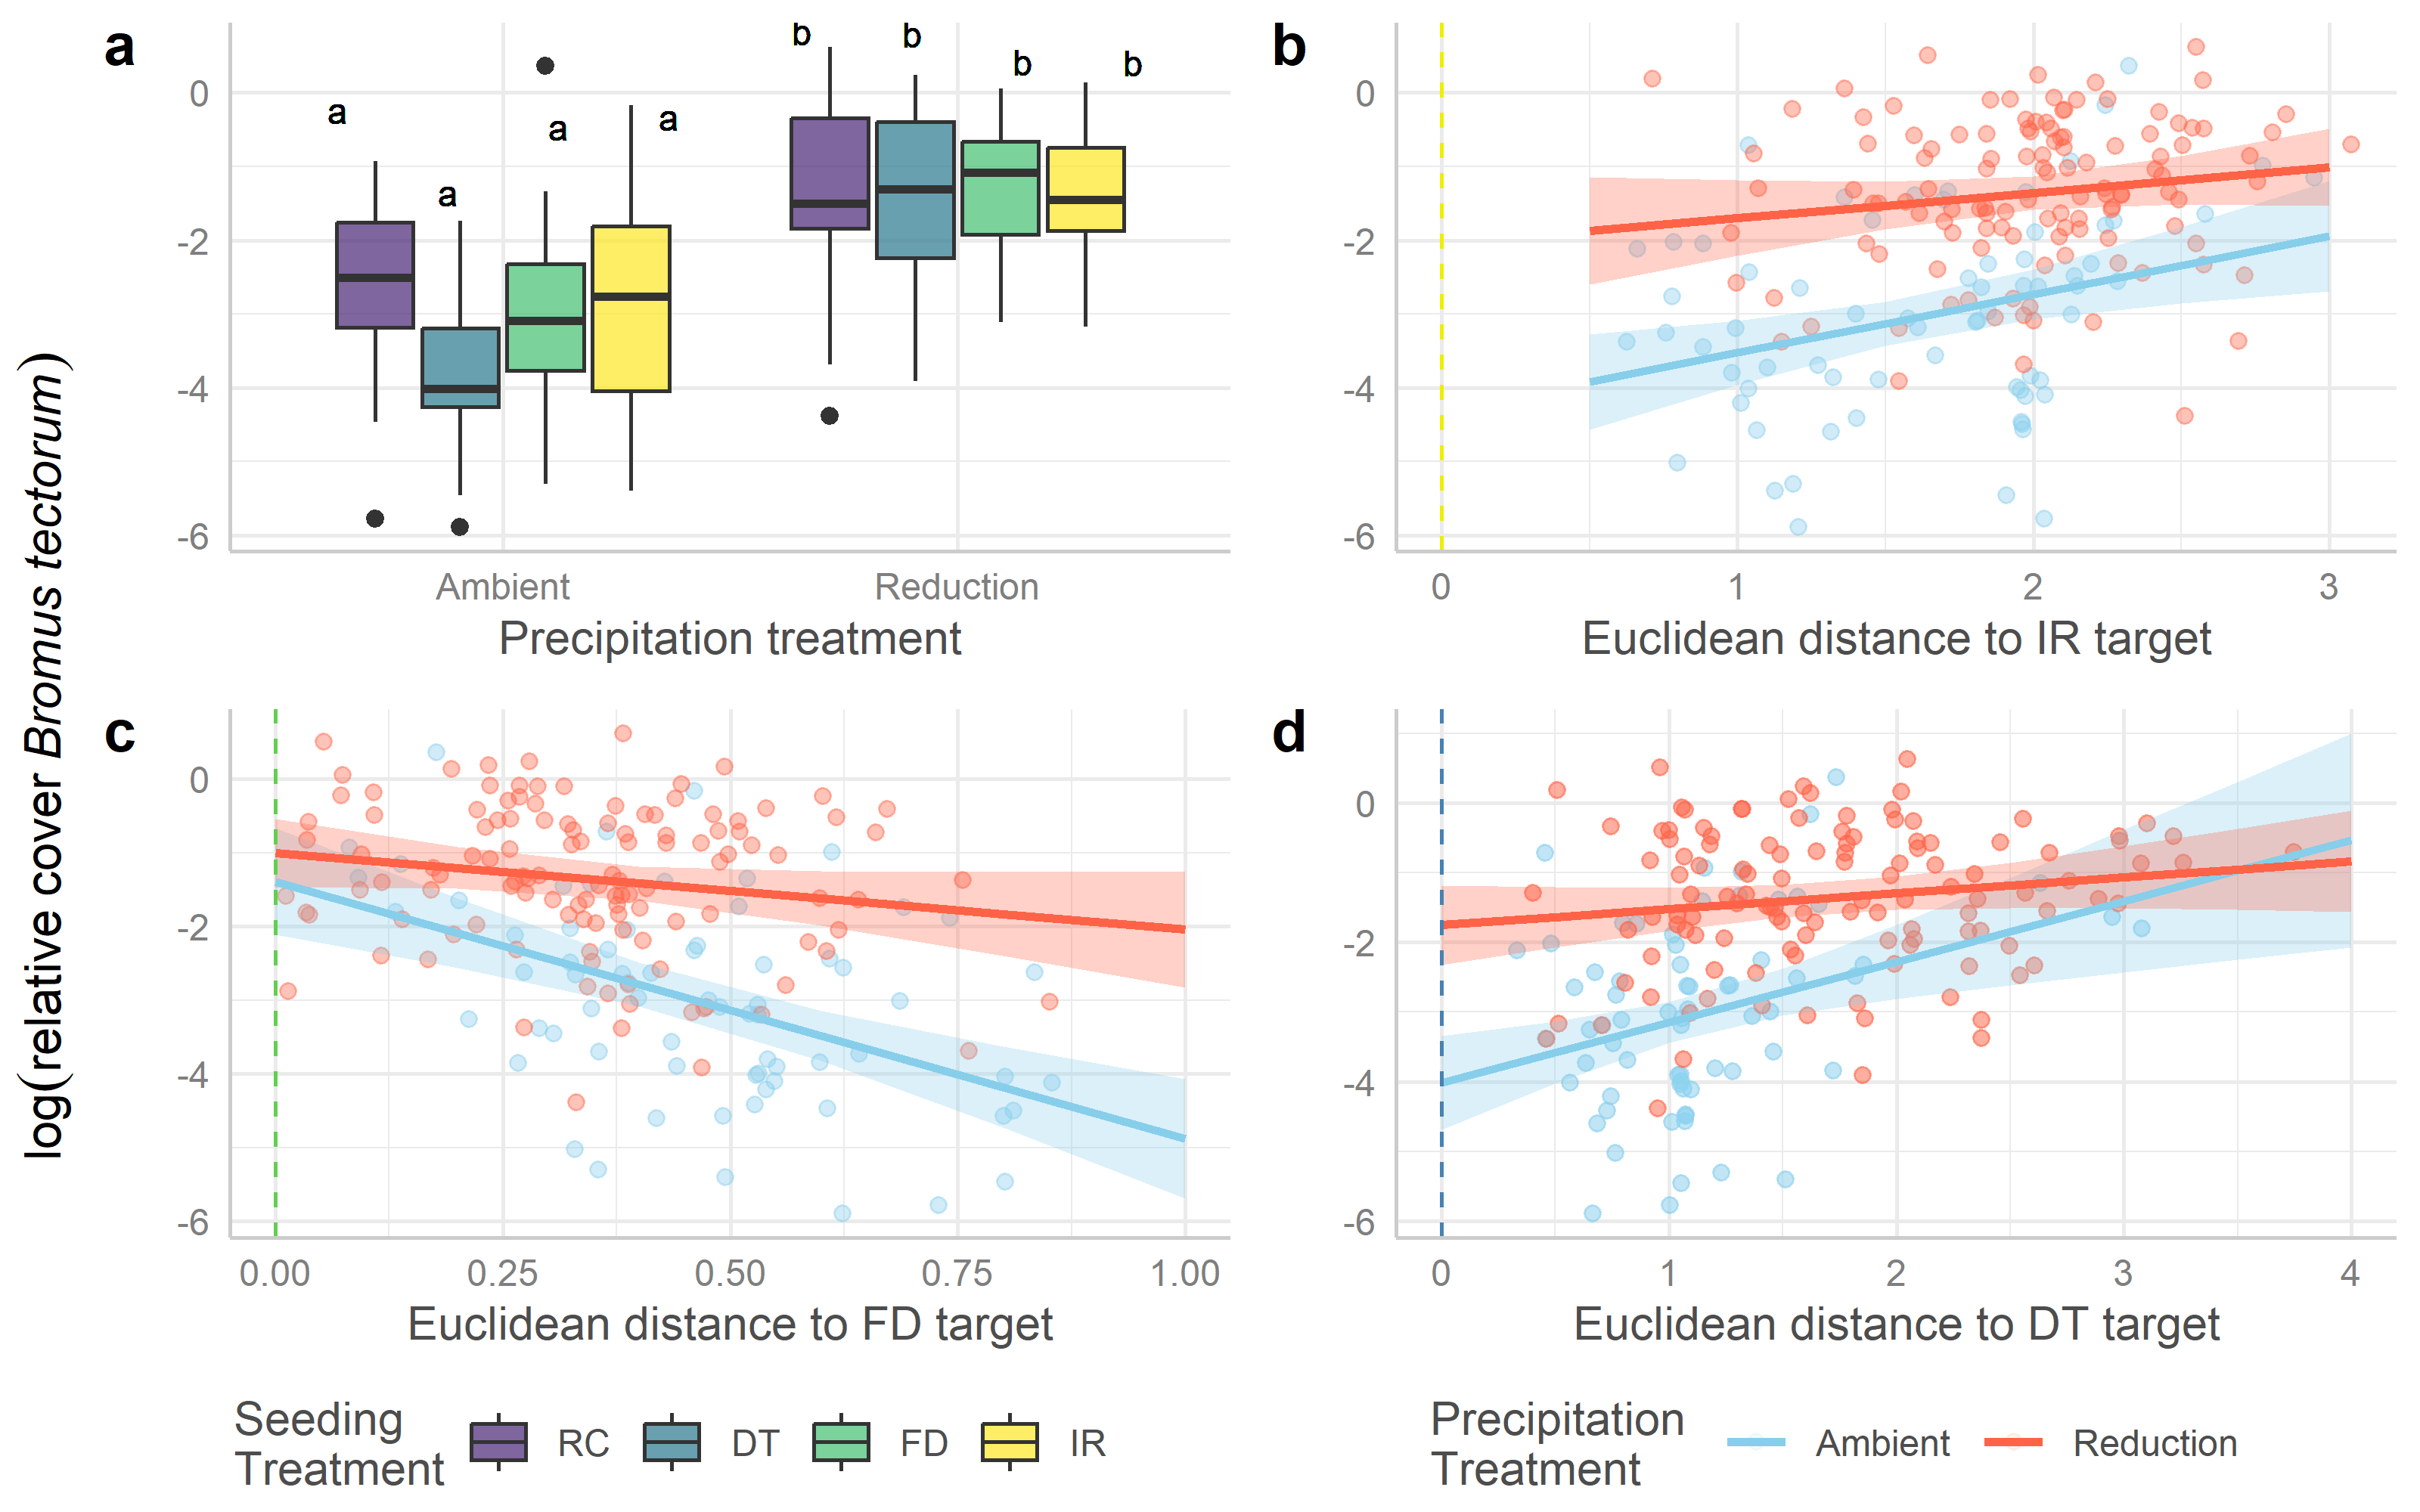 log(relative cover Bromus tectorum)
a
0
-2
-4
-6
a
a
a
a
b
b
b
b
Ambient
Reduction
Precipitation treatment
b
0
-2
-4
-6
0
1
2
3
Euclidean distance to IR target
c
0
-2
-4
-6
0.00
0.25
0.50
0.75
1.00
Euclidean distance to FD target
d
0
-2
-4
-6
0
1
2
3
4
Euclidean distance to DT target
Seeding
Treatment
RC
DT
FD
IR
Precipitation
Treatment
Ambient
Reduction